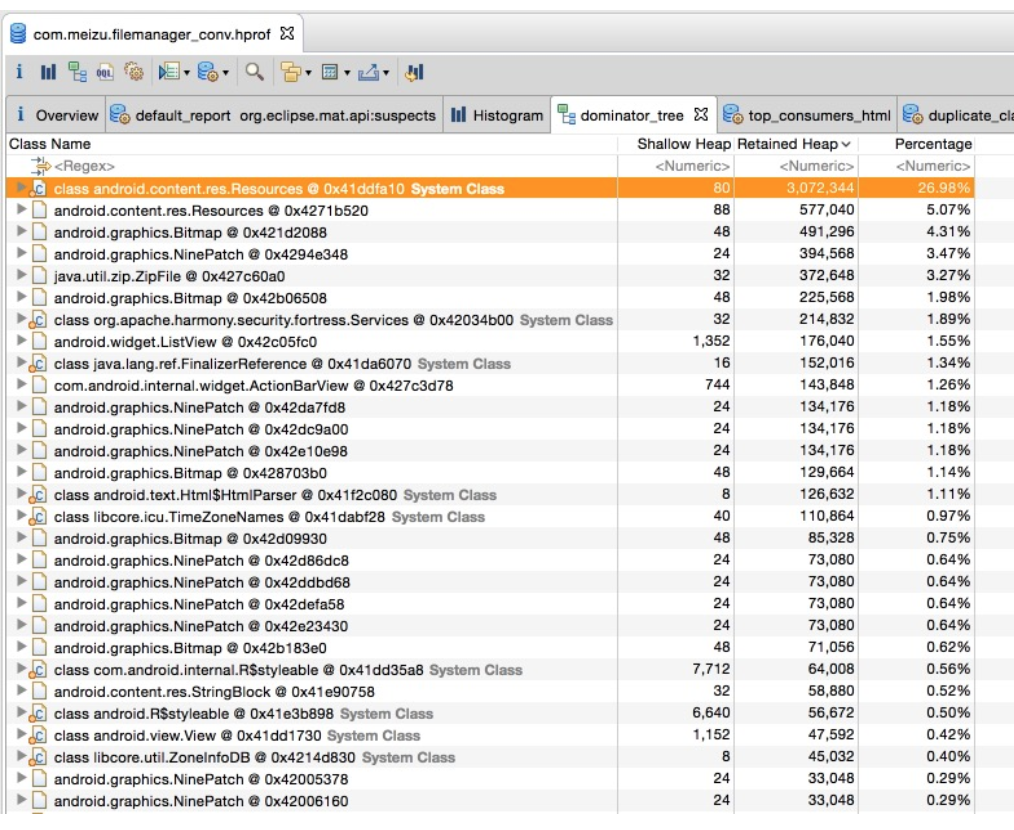 com.meizu.filemanager_conv.hprof
i OQL
i Overview default_report org.eclipse.mat.api:suspects Histogram dominator_tree top_consumers_html duplicate_cla
Class Name Shallow Heap Retained Heap Percentage
<Regex> <Numeric> <Numeric> <Numeric>
class android.content.res.Resources @ 0x41ddfa10 System Class 80 3,072,344 26.98%
android.content.res.Resources @ 0x4271b520 88 577,040 5.07%
android.graphics.Bitmap @ 0x421d2088 48 491,296 4.31%
android.graphics.NinePatch @ 0x4294e348 24 394,568 3.47%
java.util.zip.ZipFile @ 0x427c60a0 32 372,648 3.27%
android.graphics.Bitmap @ 0x42b06508 48 225,568 1.98%
class org.apache.harmony.security.fortress.Services @ 0x42034b00 System Class 32 214,832 1.89%
android.widget.ListView @ 0x42c05fc0 1,352 176,040 1.55%
class java.lang.ref.FinalizerReference @ 0x41da6070 System Class 16 152,016 1.34%
com.android.internal.widget.ActionBarView @ 0x427c3d78 744 143,848 1.26%
android.graphics.NinePatch @ 0x42da7fd8 24 134,176 1.18%
android.graphics.NinePatch @ 0x42dc9a00 24 134,176 1.18%
android.graphics.NinePatch @ 0x42e10e98 24 134,176 1.18%
android.graphics.Bitmap @ 0x428703b0 48 129,664 1.14%
class android.text.Html$HtmlParser @ 0x41f2c080 System Class 8 126,632 1.11%
class libcore.icu.TimeZoneNames @ 0x41dabf28 System Class 40 110,864 0.97%
android.graphics.Bitmap @ 0x42d09930 48 85,328 0.75%
android.graphics.NinePatch @ 0x42d86dc8 24 73,080 0.64%
android.graphics.NinePatch @ 0x42ddbd68 24 73,080 0.64%
android.graphics.NinePatch @ 0x42defa58 24 73,080 0.64%
android.graphics.NinePatch @ 0x42e23430 24 73,080 0.64%
android.graphics.Bitmap @ 0x42b183e0 48 71,056 0.62%
class com.android.internal.R$styleable @ 0x41dd35a8 System Class 7,712 64,008 0.56%
android.content.res.StringBlock @ 0x41e90758 32 58,880 0.52%
class android.R$styleable @ 0x41e3b898 System Class 6,640 56,672 0.50%
class android.view.View @ 0x41dd1730 System Class 1,152 47,592 0.42%
class libcore.util.ZoneInfoDB @ 0x4214d830 System Class 8 45,032 0.40%
android.graphics.NinePatch @ 0x42005378 24 33,048 0.29%
android.graphics.NinePatch @ 0x42006160 24 33,048 0.29%